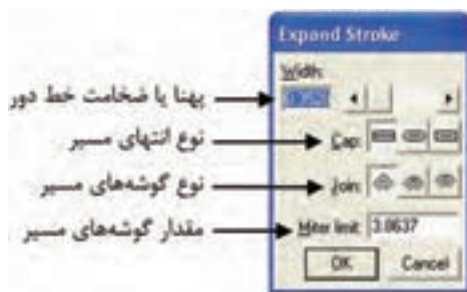 Expand Stroke
Width:
پهنا یا ضخامت خط دور
Cap:
نوع انتهای مسیر
Join:
نوع گوشه‌های مسیر
Miter limit: 3.8637
مقدار گوشه‌های مسیر
OK Cancel